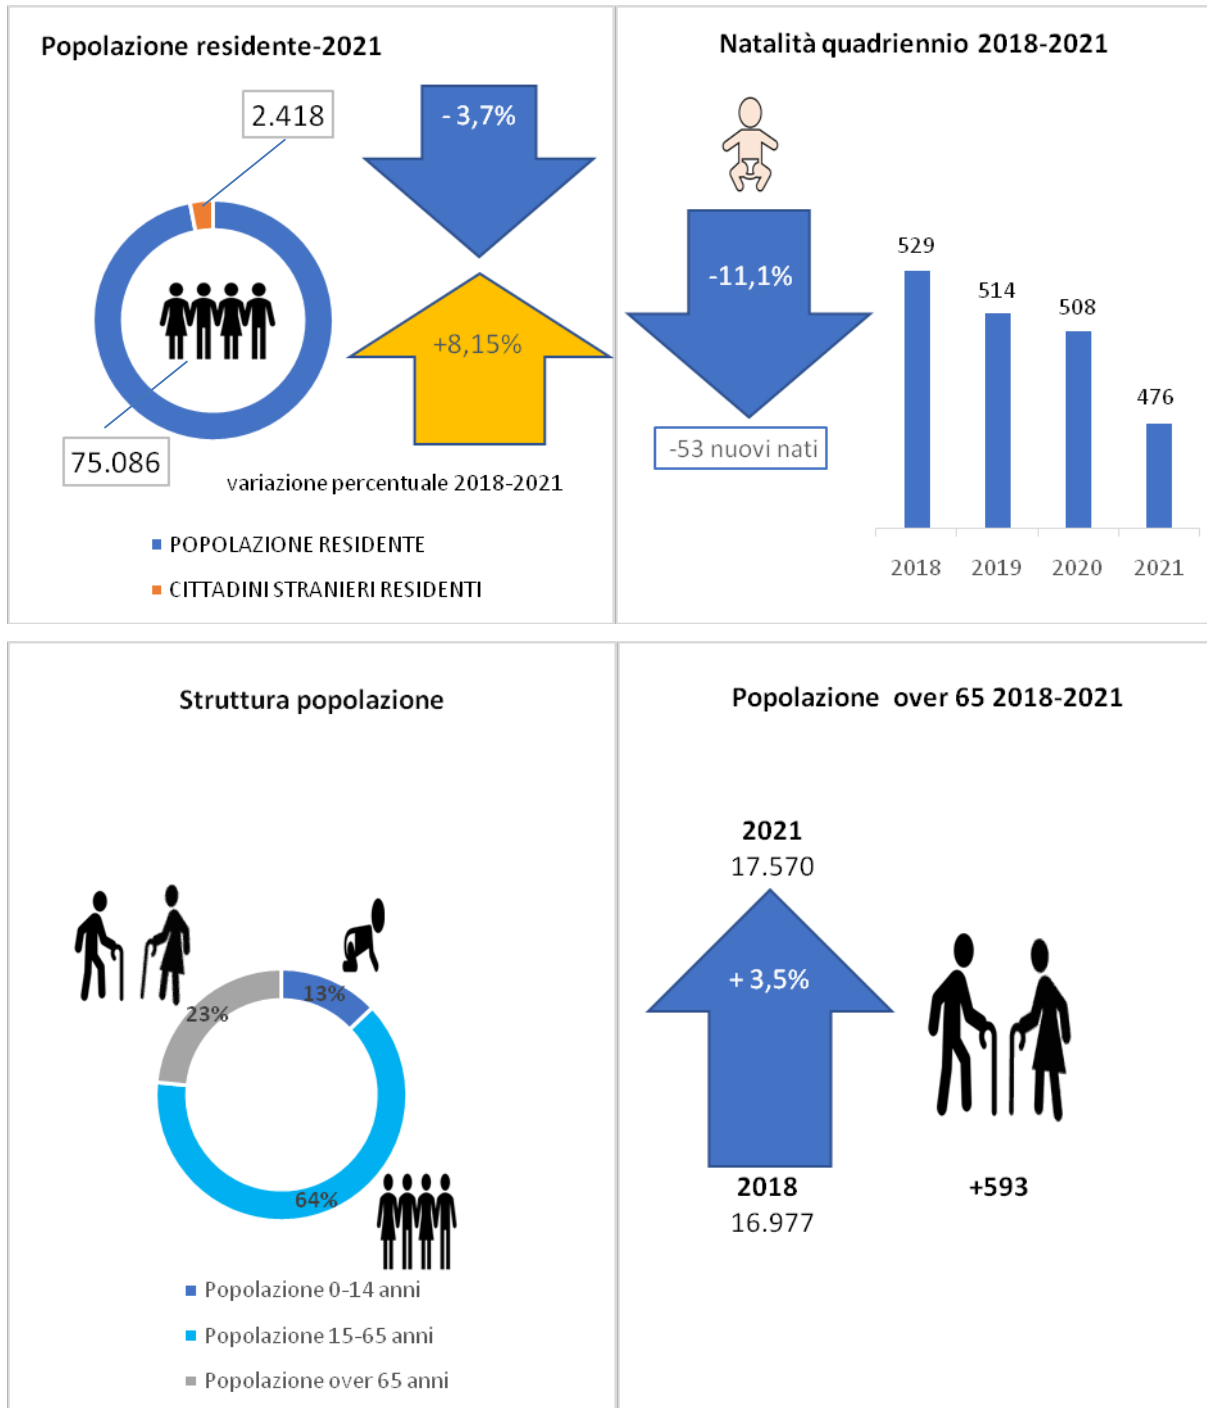 Popolazione residente-2021
2.418
- 3,7%
+8,15%
75.086
variazione percentuale 2018-2021
POPOLAZIONE RESIDENTE
CITTADINI STRANIERI RESIDENTI
Natalità quadriennio 2018-2021
-11,1%
-53 nuovi nati
529
514
508
476
2018 2019 2020 2021
Struttura popolazione
13%
23%
64%
Popolazione 0-14 anni
Popolazione 15-65 anni
Popolazione over 65 anni
Popolazione over 65 2018-2021
2021
17.570
+ 3,5%
2018
16.977
+593